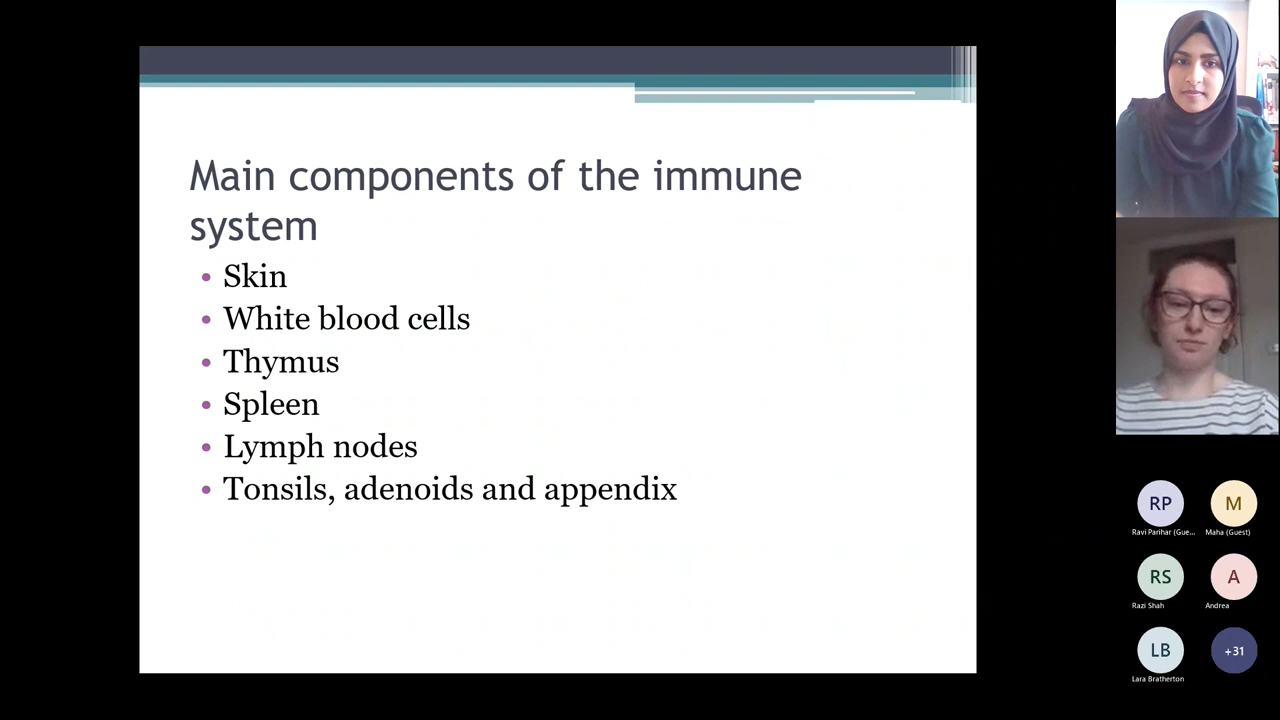 Main components of the immune
system
• Skin
• White blood cells
• Thymus
• Spleen
• Lymph nodes
• Tonsils, adenoids and appendix
RP
M
Ravi Parihar (Gue...
Maha (Guest)
RS
A
Razi Shah
Andrea
LB
+31
Lara Bratherton